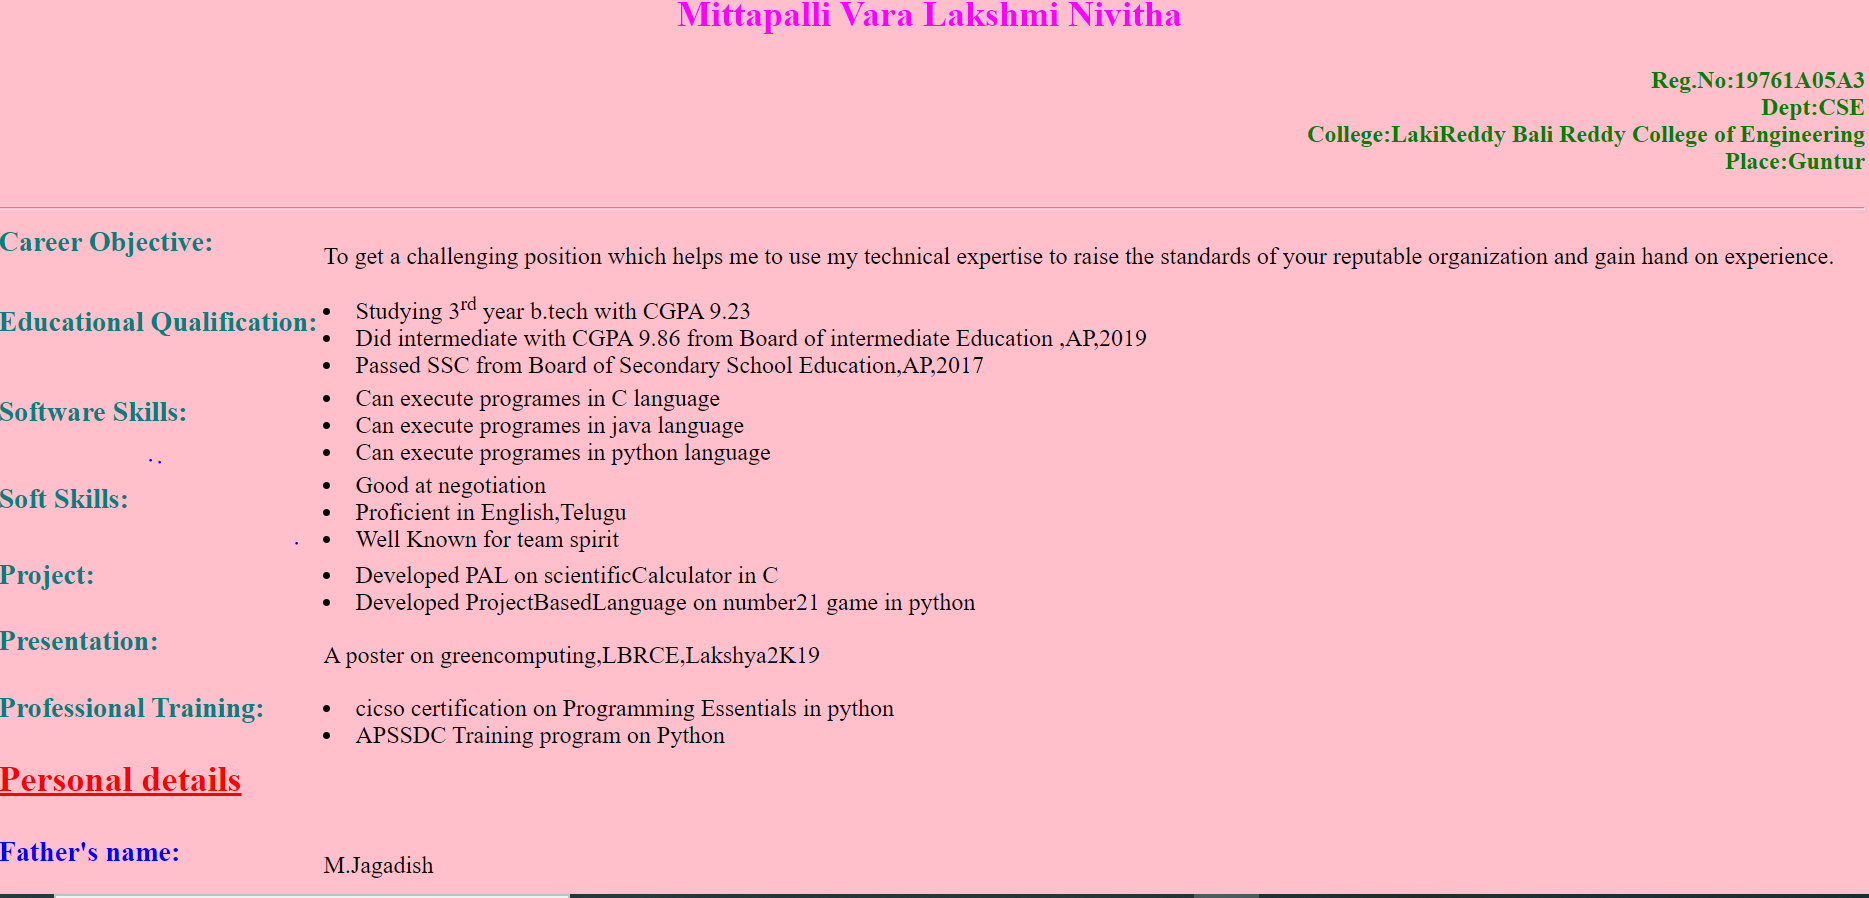 Mittapalli Vara Lakshmi Nivitha
Reg.No:19761A05A3
Dept:CSE
College:LakiReddy Bali Reddy College of Engineering
Place:Guntur
Career Objective:
To get a challenging position which helps me to use my technical expertise to raise the standards of your reputable organization and gain hand on experience.
Educational Qualification:
• Studying 3rd year b.tech with CGPA 9.23
• Did intermediate with CGPA 9.86 from Board of intermediate Education ,AP,2019
• Passed SSC from Board of Secondary School Education,AP,2017
Software Skills:
• Can execute programes in C language
• Can execute programes in java language
• Can execute programes in python language
Soft Skills:
• Good at negotiation
• Proficient in English,Telugu
• Well Known for team spirit
Project:
• Developed PAL on scientificCalculator in C
• Developed ProjectBasedLanguage on number21 game in python
Presentation:
A poster on greencomputing,LBRCE,Lakshya2K19
Professional Training:
• cicso certification on Programming Essentials in python
• APSSDC Training program on Python
Personal details
Father's name:
M.Jagadish